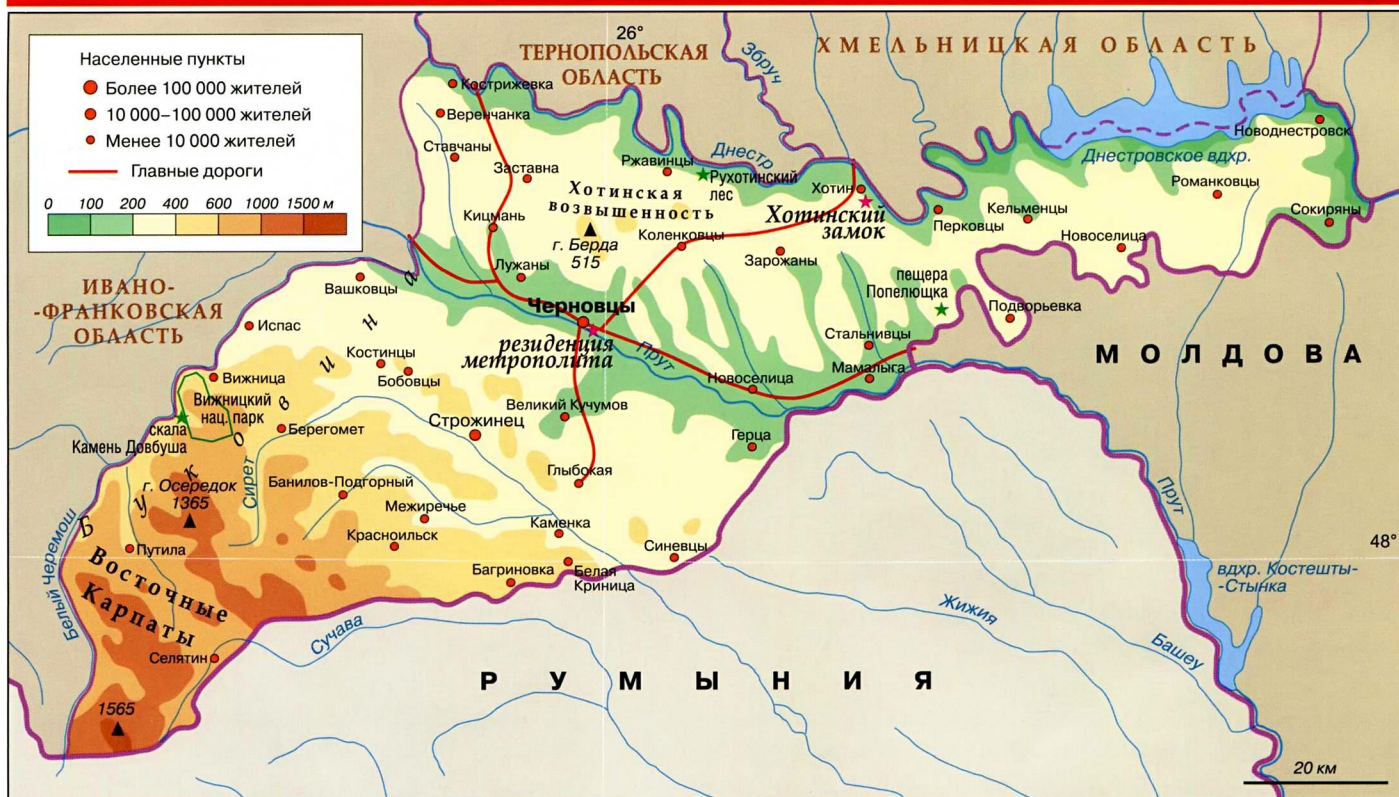 Населенные пункты
Более 100 000 жителей
10 000–100 000 жителей
Менее 10 000 жителей
Главные дороги
0 100 200 400 600 1000 1500 м
26°
ТЕРНОПОЛЬСКАЯ
ОБЛАСТЬ
Збруч
ХМЕЛЬНИЦКАЯ ОБЛАСТЬ
Кострижевка
Веренчанка
Ставчаны
Заставна
Ржавинцы
Днестр
Рухотинский
лес
Хотин
Хотинский
замок
Хотинская
возвышенность
г. Берда
515
Кицмань
Коленковцы
Зарожаны
Перковцы
Кельменцы
Новоселица
Романковцы
Сокиряны
Новоднестровск
Днестровское вдхр.
ИВАНО-
-ФРАНКОВСКАЯ
ОБЛАСТЬ
Вашковцы
Лужаны
Черновцы
резиденция
метрополита
Прут
пещера
Попелющка
Подворьевка
Стальнивцы
Мамалыга
Новоселица
МОЛДОВА
Испас
Костинцы
Бобовцы
Вижница
Вижницкий
нац. парк
скала
Камень Довбуша
Берегомет
Строжинец
Великий Кучумов
Герца
Глыбокая
Буковина
г. Осередок
1365
Сирет
Банилов-Подгорный
Межиречье
Красноильск
Каменка
Синевцы
Багриновка
Белая
Криница
Белый Черемош
Путила
Восточные
Карпаты
Селятин
1565
Сучава
РУМЫНИЯ
Жижия
Башеу
Прут
48°
вдхр. Костешты-
-Стынка
20 км